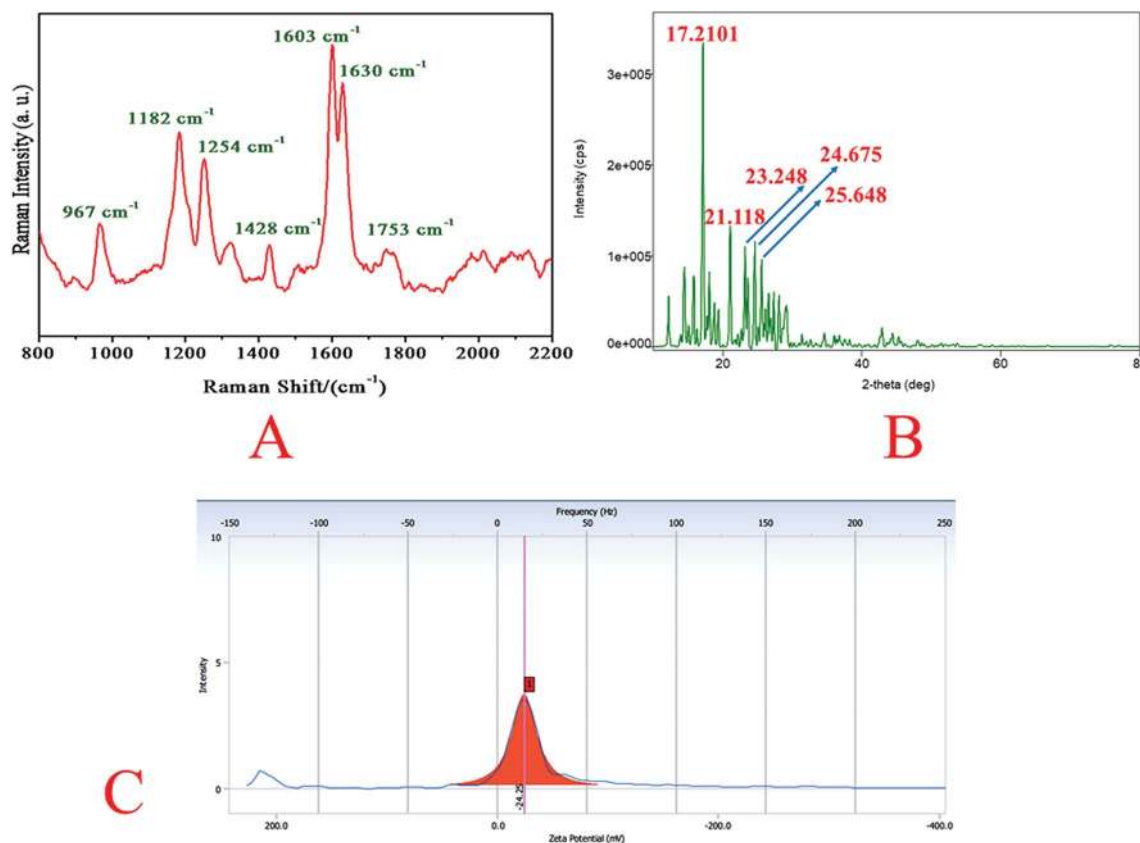 1603 cm⁻¹
1630 cm⁻¹
1182 cm⁻¹
1254 cm⁻¹
967 cm⁻¹
1428 cm⁻¹
1753 cm⁻¹
Raman Intensity (a. u.)
800 1000 1200 1400 1600 1800 2000 2200
Raman Shift/(cm⁻¹)
A
17.2101
24.675
23.248
25.648
21.118
3e+005
2e+005
1e+005
0e+000
Intensity (cps)
20 40 60 80
2-theta (deg)
B
Frequency (Hz)
-150 -100 -50 0 50 100 150 200 250
10
5
0
Intensity
1
-24.25
200.0 0.0 -200.0 -400.0
Zeta Potential (mV)
C